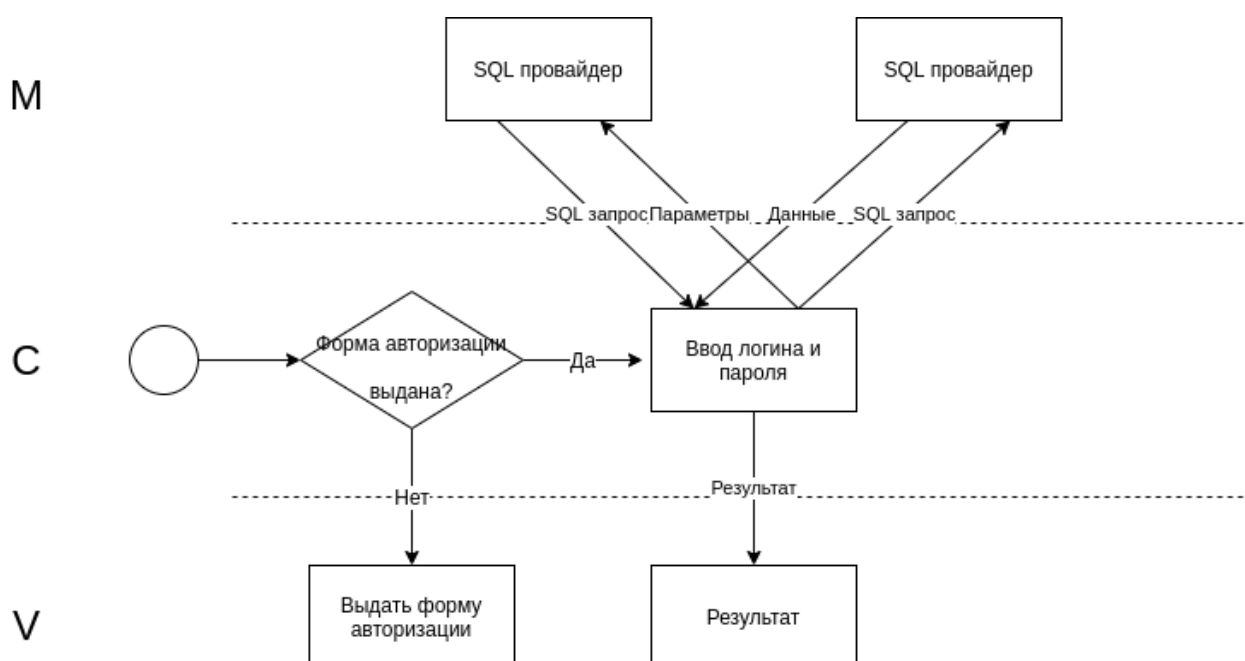 M
SQL провайдер
SQL провайдер
SQL запрос
Параметры
Данные
SQL запрос
C
Форма авторизации
выдана?
Да
Ввод логина и
пароля
Нет
Результат
V
Выдать форму
авторизации
Результат